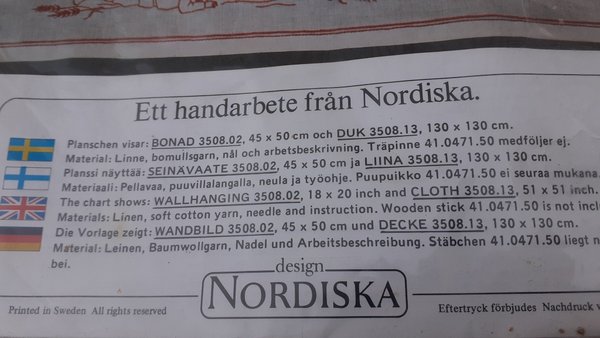 Ett handarbete från Nordiska.
Planschen visar: BONAD 3508.02, 45 x 50 cm och DUK 3508.13, 130 x 130 cm.
Material: Linne, bomullsgarn, nål och arbetsbeskrivning. Träpinne 41.0471.50 medföljer ej.
Planssi näyttää: SEINÄVAATE 3508.02, 45 x 50 cm ja LIINA 3508.13, 130 x 130 cm.
Materiaali: Pellavaa, puuvillalangalla, neula ja työohje. Puupuikko 41.0471.50 ei seuraa mukana.
The chart shows: WALLHANGING 3508.02, 18 x 20 inch and CLOTH 3508.13, 51 x 51 inch.
Materials: Linen, soft cotton yarn, needle and instruction. Wooden stick 41.0471.50 is not inclu
Die Vorlage zeigt: WANDBILD 3508.02, 45 x 50 cm und DECKE 3508.13, 130 x 130 cm.
Material: Leinen, Baumwollgarn, Nadel und Arbeitsbeschreibung. Stäbchen 41.0471.50 liegt n
bei.
design
NORDISKA
Printed in Sweden All rights reserved
Eftertryck förbjudes Nachdruck v